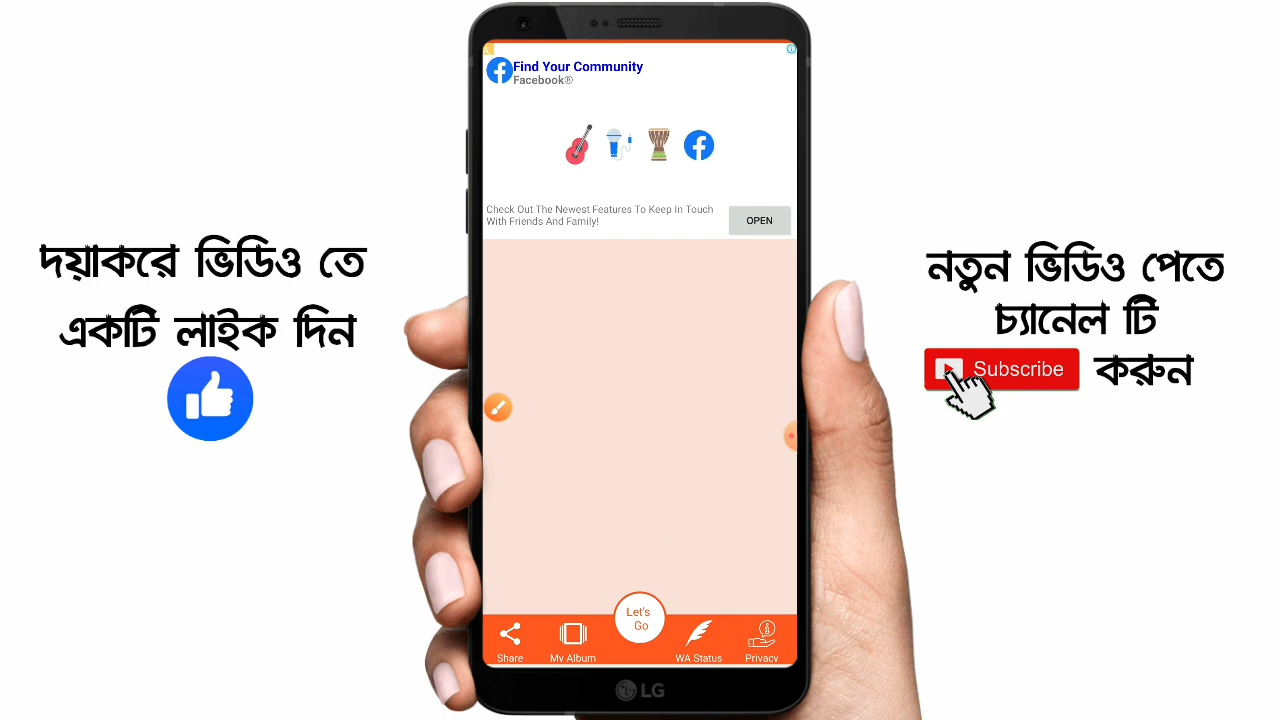 Find Your Community
Facebook®
Check Out The Newest Features To Keep In Touch
With Friends And Family!
OPEN
দয়াকরে ভিডিও তে
একটি লাইক দিন
নতুন ভিডিও পেতে
চ্যানেল টি
Subscribe করুন
Let's
Go
Share
My Album
WA Status
Privacy
LG